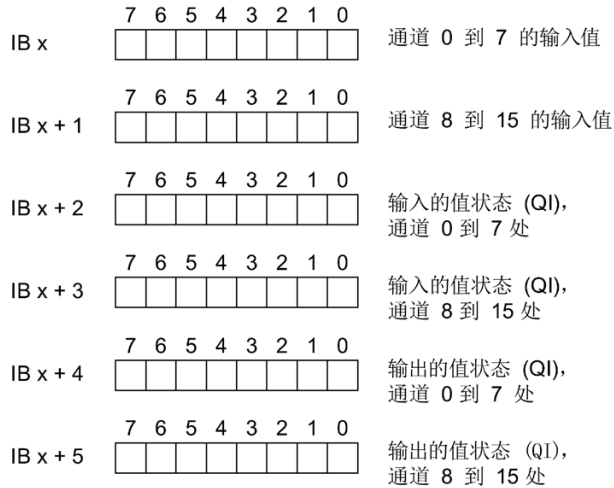 7 6 5 4 3 2 1 0
IB x
通道 0 到 7 的输入值
7 6 5 4 3 2 1 0
IB x + 1
通道 8 到 15 的输入值
7 6 5 4 3 2 1 0
IB x + 2
输入的值状态 (QI)，
通道 0 到 7 处
7 6 5 4 3 2 1 0
IB x + 3
输入的值状态 (QI)，
通道 8 到 15 处
7 6 5 4 3 2 1 0
IB x + 4
输出的值状态 (QI)，
通道 0 到 7 处
7 6 5 4 3 2 1 0
IB x + 5
输出的值状态 (QI)，
通道 8 到 15 处